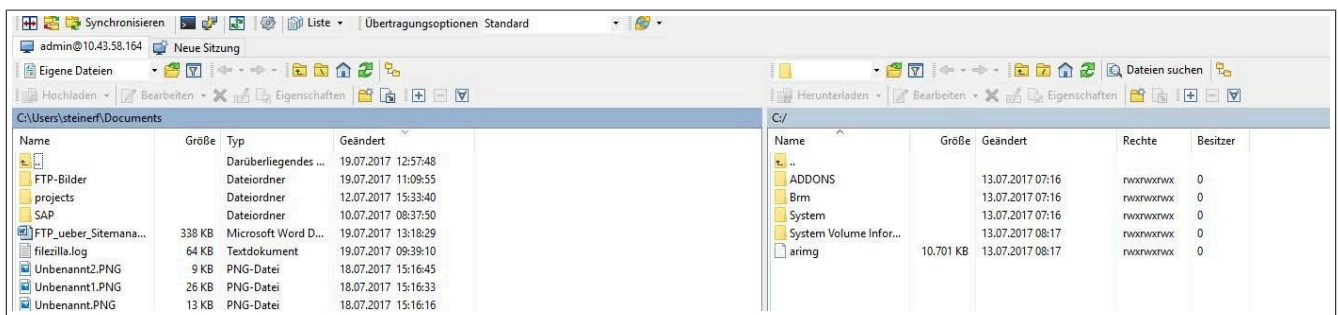 Synchronisieren Liste Übertragungsoptionen Standard
admin@10.43.58.164 Neue Sitzung
Eigene Dateien
Hochladen Bearbeiten Eigenschaften
C:\Users\steinerf\Documents
Name Größe Typ Geändert
.. Darüberliegendes ... 19.07.2017 12:57:48
FTP-Bilder Dateiordner 19.07.2017 11:09:55
projects Dateiordner 12.07.2017 15:33:40
SAP Dateiordner 10.07.2017 08:37:50
FTP_ueber_Sitemana... 338 KB Microsoft Word D... 19.07.2017 13:18:29
filezilla.log 64 KB Textdokument 19.07.2017 09:39:10
Unbenannt2.PNG 9 KB PNG-Datei 18.07.2017 15:16:45
Unbenannt1.PNG 26 KB PNG-Datei 18.07.2017 15:16:33
Unbenannt.PNG 13 KB PNG-Datei 18.07.2017 15:16:16
Dateien suchen
Herunterladen Bearbeiten Eigenschaften
C:/
Name Größe Geändert Rechte Besitzer
..
ADDONS 13.07.2017 07:16 rwxrwxrwx 0
Brm 13.07.2017 07:16 rwxrwxrwx 0
System 13.07.2017 07:16 rwxrwxrwx 0
System Volume Infor... 13.07.2017 08:17 rwxrwxrwx 0
arimg 10.701 KB 13.07.2017 08:17 rwxrwxrwx 0